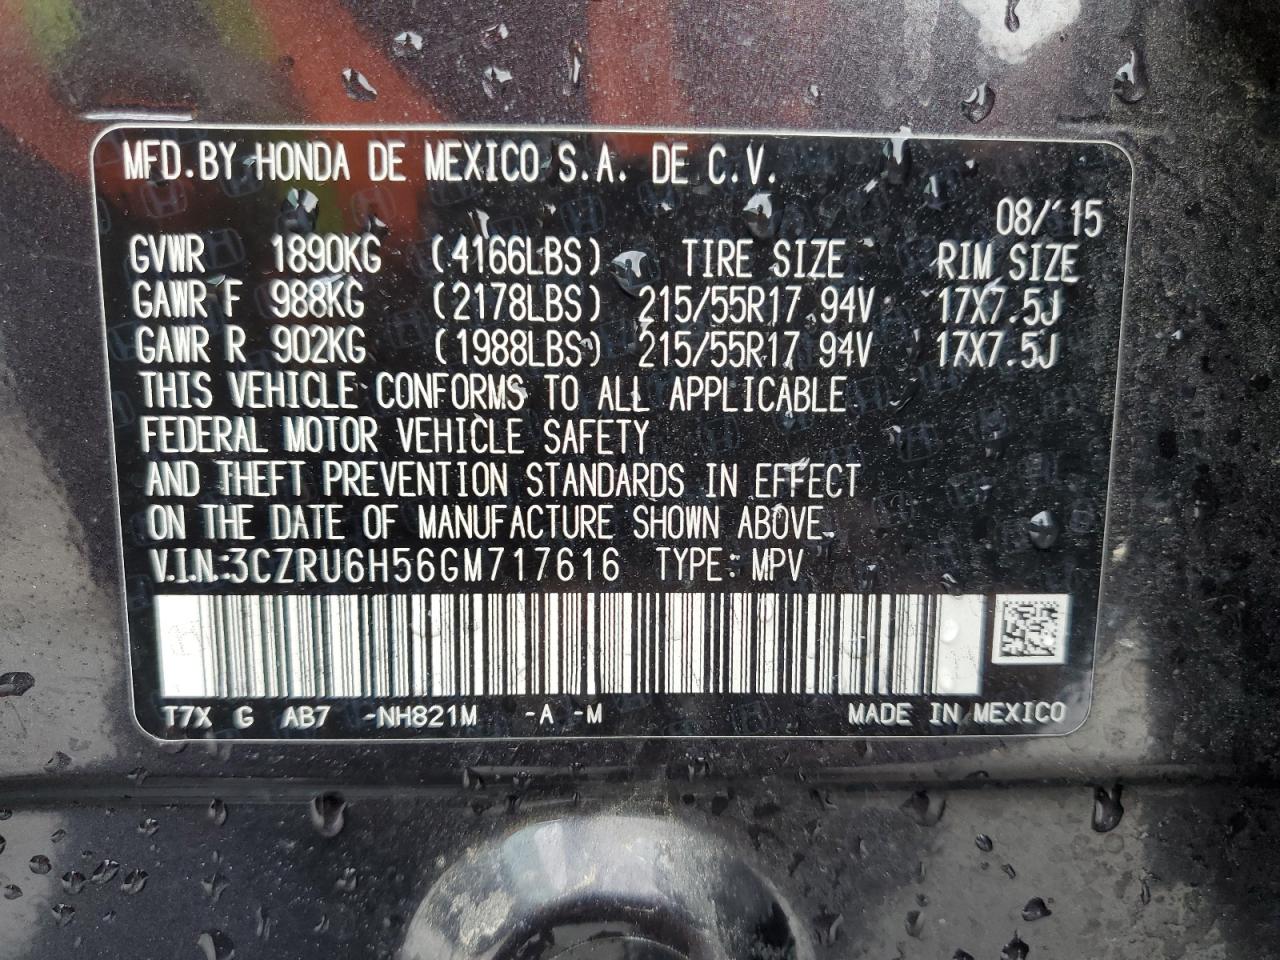 MFD.BY HONDA DE MEXICO S.A. DE C.V.
08/'15
GVWR 1890KG (4166LBS) TIRE SIZE RIM SIZE
GAWR F 988KG (2178LBS) 215/55R17 94V 17X7.5J
GAWR R 902KG (1988LBS) 215/55R17 94V 17X7.5J
THIS VEHICLE CONFORMS TO ALL APPLICABLE
FEDERAL MOTOR VEHICLE SAFETY
AND THEFT PREVENTION STANDARDS IN EFFECT
ON THE DATE OF MANUFACTURE SHOWN ABOVE.
V.I.N.:3CZRU6H56GM717616 TYPE: MPV
T7X G AB7 -NH821M -A -M MADE IN MEXICO